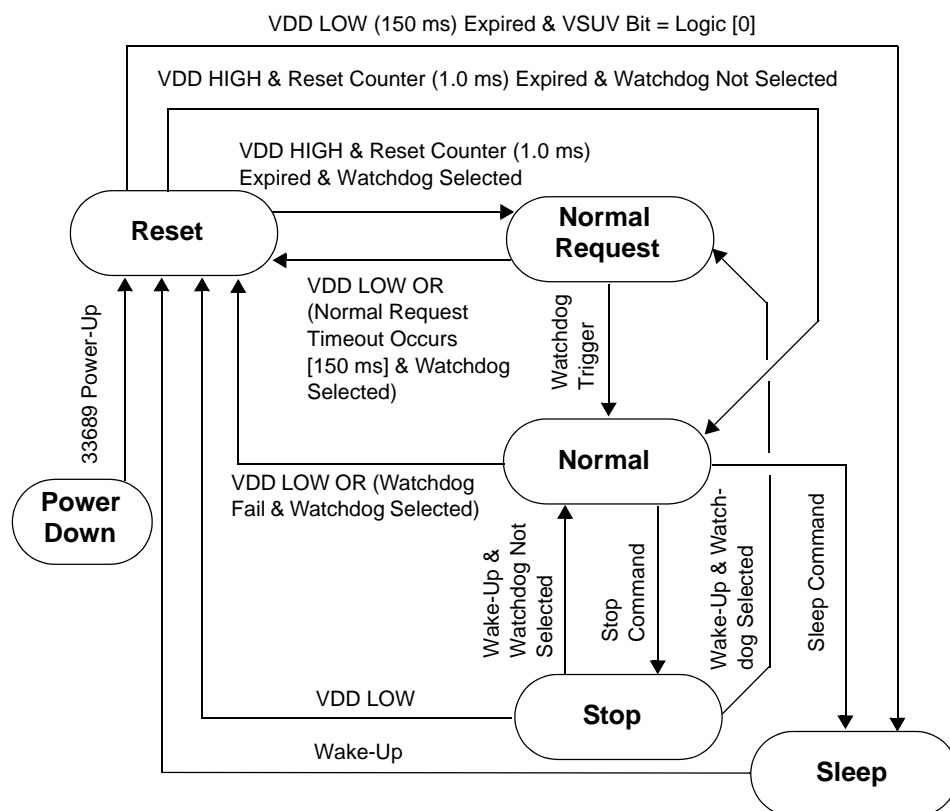 VDD LOW (150 ms) Expired & VSUV Bit = Logic [0]
VDD HIGH & Reset Counter (1.0 ms) Expired & Watchdog Not Selected
VDD HIGH & Reset Counter (1.0 ms)
Expired & Watchdog Selected
Reset
Normal
Request
VDD LOW OR
(Normal Request
Timeout Occurs
[150 ms] & Watchdog
Selected)
33689 Power-Up
Watchdog
Trigger
Normal
VDD LOW OR (Watchdog
Fail & Watchdog Selected)
Power
Down
Wake-Up &
Watchdog Not
Selected
Stop
Command
Wake-Up & Watch-
dog Selected
Sleep Command
VDD LOW
Stop
Wake-Up
Sleep